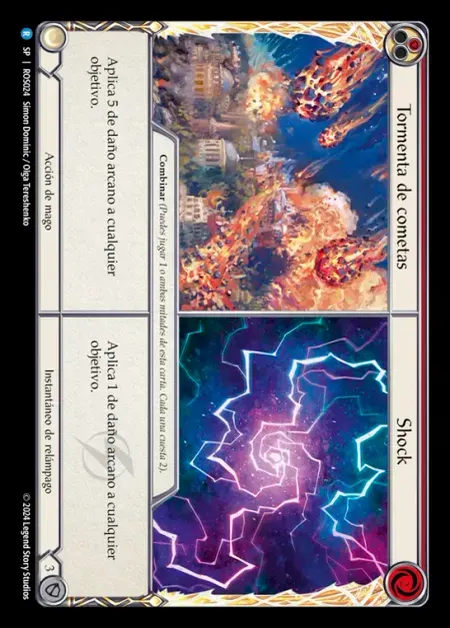 Tormenta de cometas
Shock
Combinar (Puedes jugar 1 o ambas mitades de esta carta. Cada una cuesta 2).
Aplica 5 de daño arcano a cualquier
objetivo.
Aplica 1 de daño arcano a cualquier
objetivo.
Acción de mago
Instantáneo de relámpago
3
R SP | ROS024 Simon Dominic / Olga Tereshenko
© 2024 Legend Story Studios